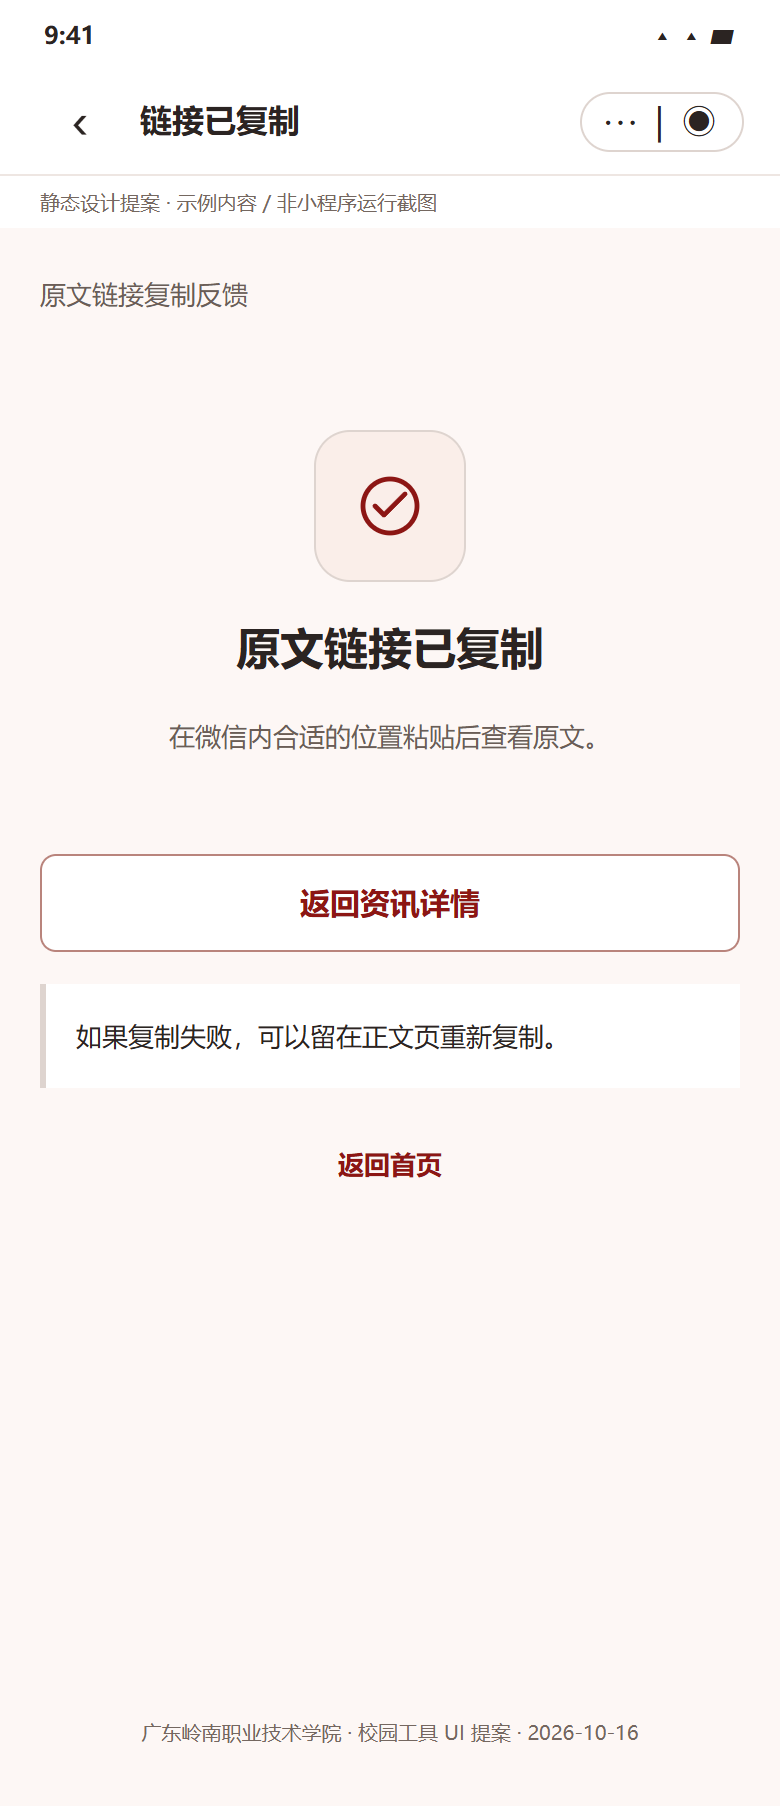 9:41
链接已复制
静态设计提案 · 示例内容 / 非小程序运行截图
原文链接复制反馈
原文链接已复制
在微信内合适的位置粘贴后查看原文。
返回资讯详情
如果复制失败，可以留在正文页重新复制。
返回首页
广东岭南职业技术学院 · 校园工具 UI 提案 · 2026-10-16